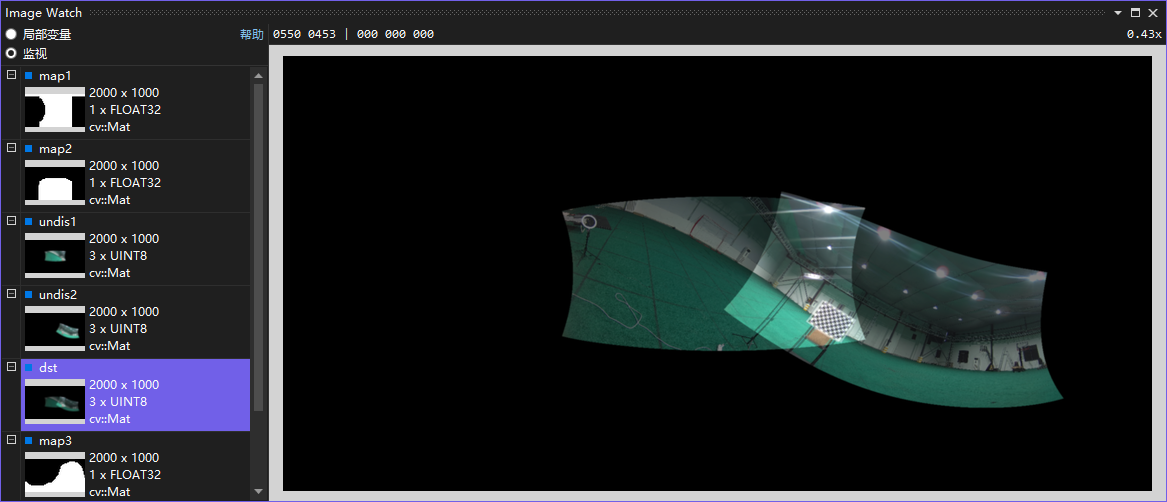 Image Watch
局部变量
帮助
0550 0453 | 000 000 000
0.43x
监视
map1
2000 x 1000
1 x FLOAT32
cv::Mat
map2
2000 x 1000
1 x FLOAT32
cv::Mat
undis1
2000 x 1000
3 x UINT8
cv::Mat
undis2
2000 x 1000
3 x UINT8
cv::Mat
dst
2000 x 1000
3 x UINT8
cv::Mat
map3
2000 x 1000
1 x FLOAT32
cv::Mat